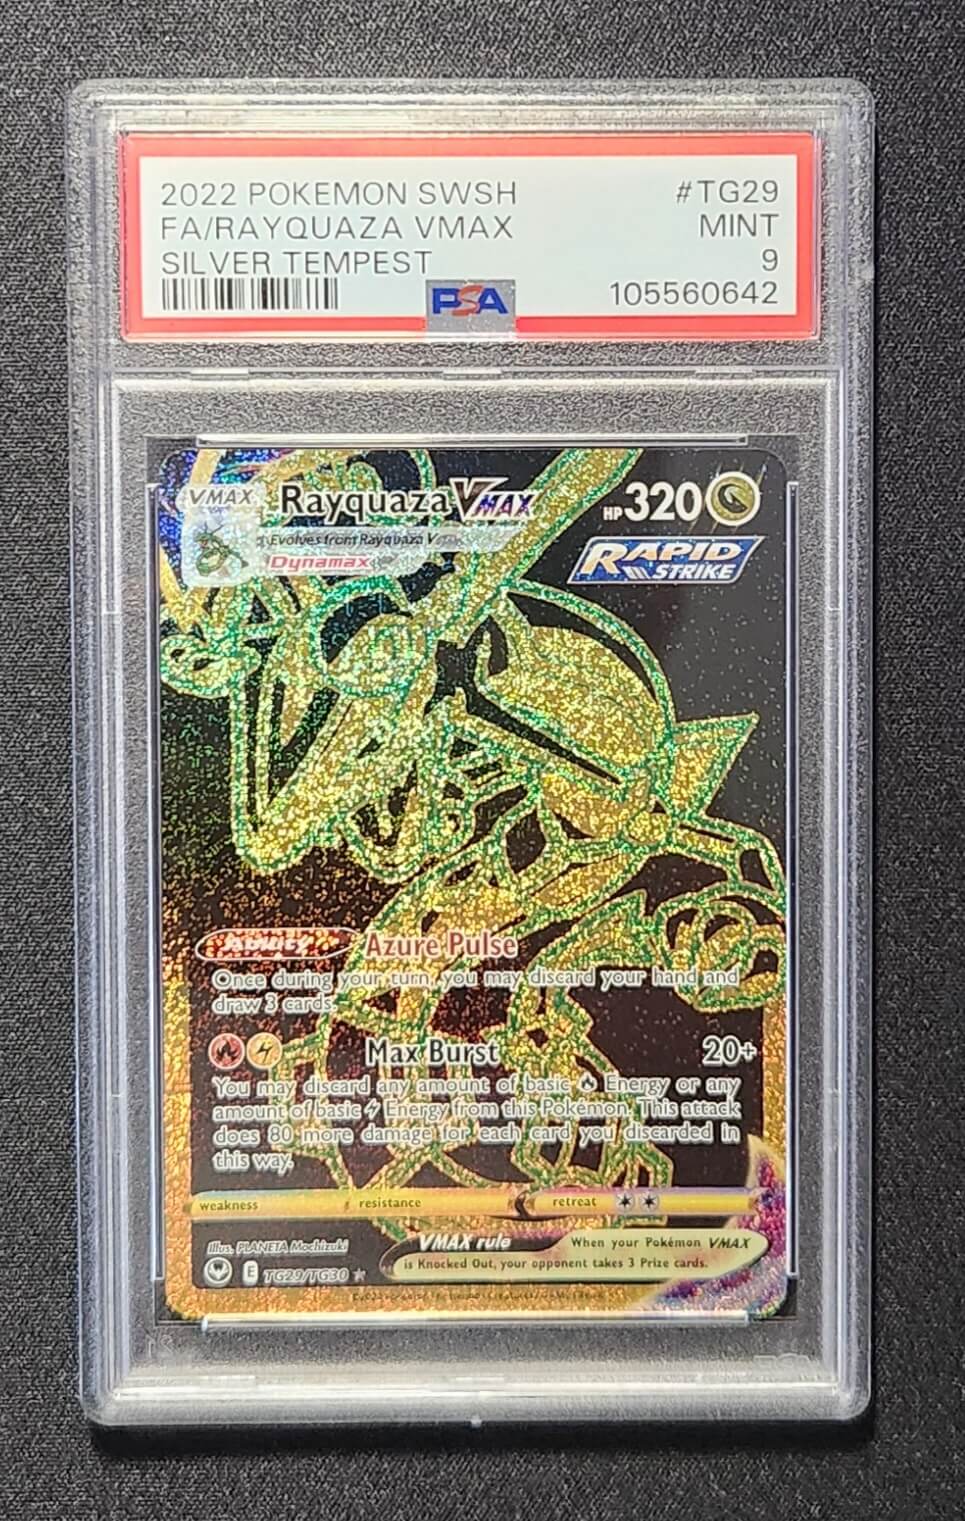 2022 POKEMON SWSH #TG29
FA/RAYQUAZA VMAX MINT
SILVER TEMPEST 9
PSA 105560642
VMAX Rayquaza VMAX HP 320
Evolves from Rayquaza V
Dynamax
RAPID
STRIKE
Ability Azure Pulse
Once during your turn, you may discard your hand and
draw 3 cards.
Max Burst 20+
You may discard any amount of basic Energy or any
amount of basic Energy from this Pokémon. This attack
does 80 more damage for each card you discarded in
this way.
weakness resistance retreat
Illus. PLANETA Mochizuki
VMAX rule When your Pokémon VMAX
is Knocked Out, your opponent takes 3 Prize cards.
E TG29/TG30